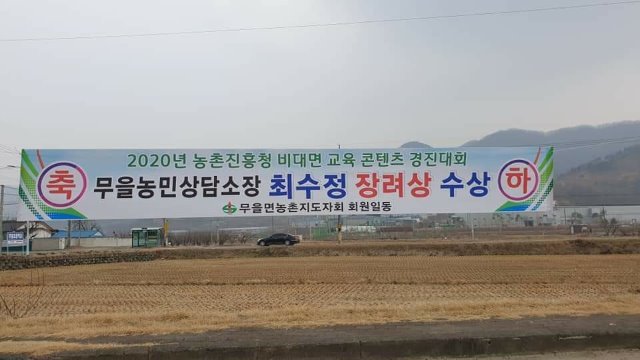 2020년 농촌진흥청 비대면 교육 콘텐츠 경진대회
축 무을농민상담소장 최수정 장려상 수상 하
무을면농촌지도자회 회원일동